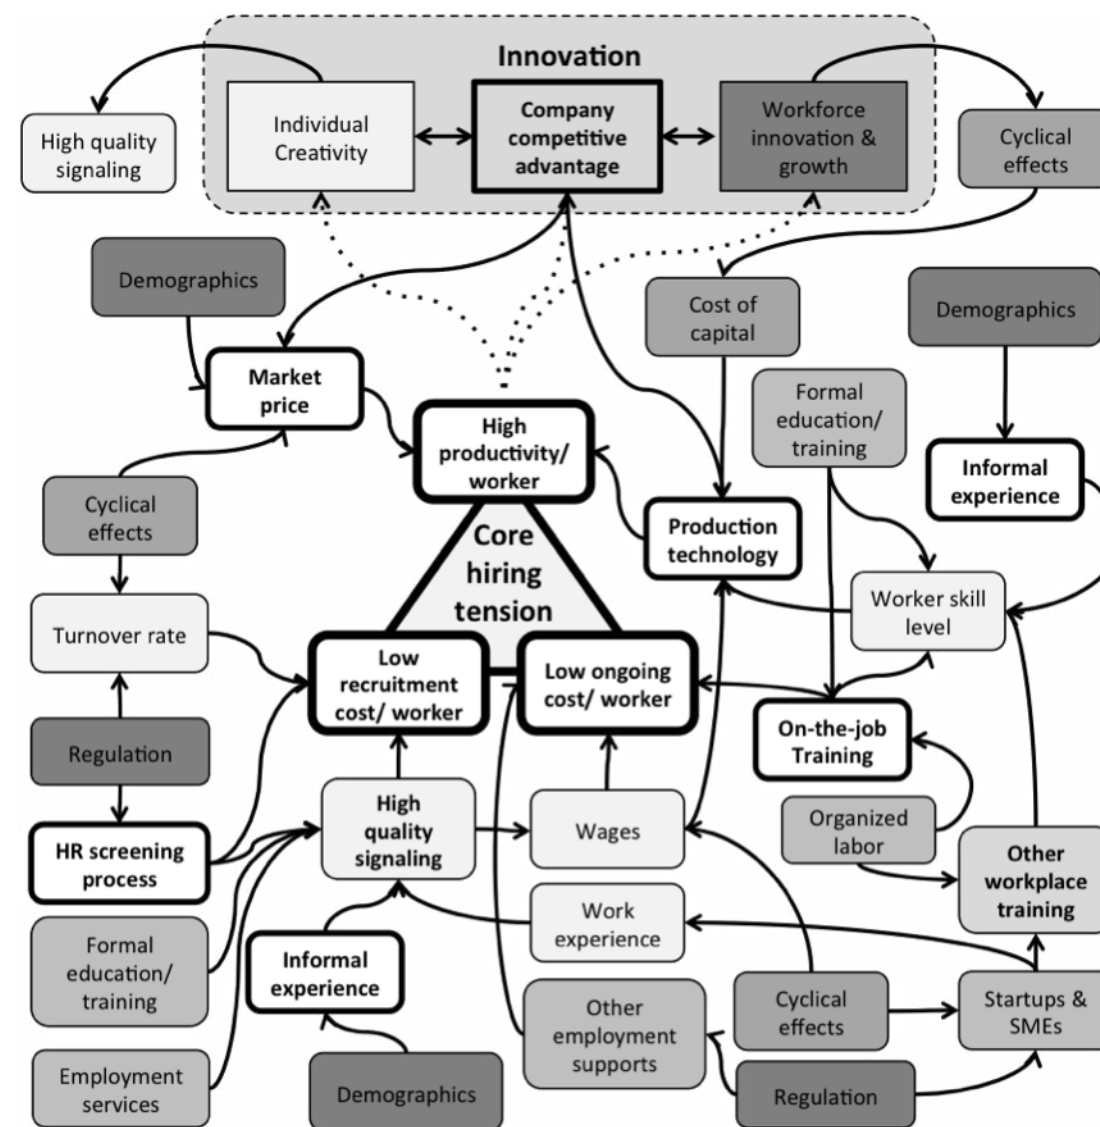 Innovation
Individual
Creativity
Company
competitive
advantage
Workforce
innovation &
growth
High quality
signaling
Cyclical
effects
Demographics
Cost of
capital
Demographics
Market
price
Formal
education/
training
High
productivity/
worker
Informal
experience
Cyclical
effects
Production
technology
Core
hiring
tension
Turnover rate
Worker skill
level
Low
recruitment
cost/ worker
Low ongoing
cost/ worker
On-the-job
Training
Regulation
High
quality
signaling
Wages
Organized
labor
HR screening
process
Other
workplace
training
Work
experience
Formal
education/
training
Informal
experience
Other
employment
supports
Cyclical
effects
Startups &
SMEs
Employment
services
Demographics
Regulation